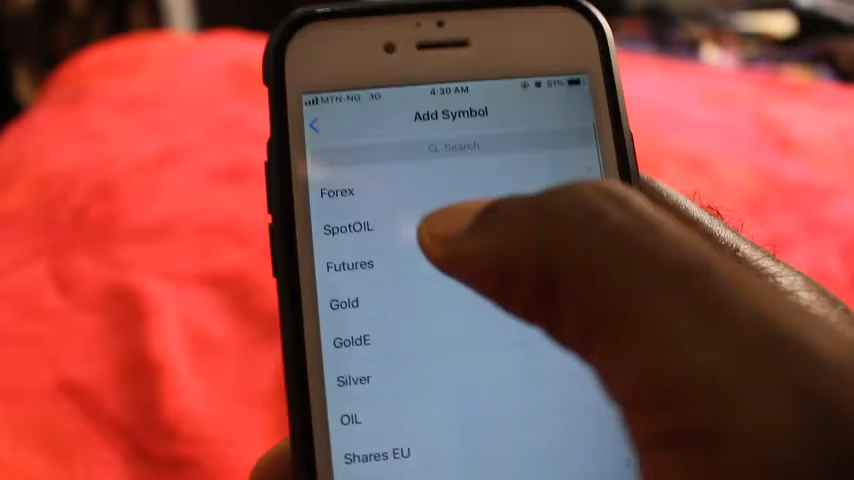 MTN-NG 3G 4:30 AM 61%
Add Symbol
Search
Forex
SpotOIL
Futures
Gold
GoldE
Silver
OIL
Shares EU